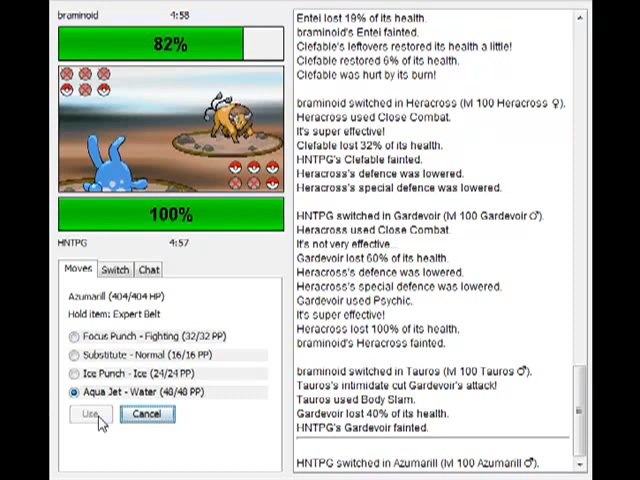 braminoid 4:58
82%
100%
HNTPG 4:57
Moves Switch Chat
Azumarill (404/404 HP)
Hold item: Expert Belt
Focus Punch - Fighting (32/32 PP)
Substitute - Normal (16/16 PP)
Ice Punch - Ice (24/24 PP)
Aqua Jet - Water (48/48 PP)
Use Cancel
Entei lost 19% of its health.
braminoid's Entei fainted.
Clefable's leftovers restored its health a little!
Clefable restored 6% of its health.
Clefable was hurt by its burn!
braminoid switched in Heracross (M 100 Heracross ♀).
Heracross used Close Combat.
It's super effective!
Clefable lost 32% of its health.
HNTPG's Clefable fainted.
Heracross's defence was lowered.
Heracross's special defence was lowered.
HNTPG switched in Gardevoir (M 100 Gardevoir ♂).
Heracross used Close Combat.
It's not very effective...
Gardevoir lost 60% of its health.
Heracross's defence was lowered.
Heracross's special defence was lowered.
Gardevoir used Psychic.
It's super effective!
Heracross lost 100% of its health.
braminoid's Heracross fainted.
braminoid switched in Tauros (M 100 Tauros ♂).
Tauros's intimidate cut Gardevoir's attack!
Tauros used Body Slam.
Gardevoir lost 40% of its health.
HNTPG's Gardevoir fainted.
HNTPG switched in Azumarill (M 100 Azumarill ♂).